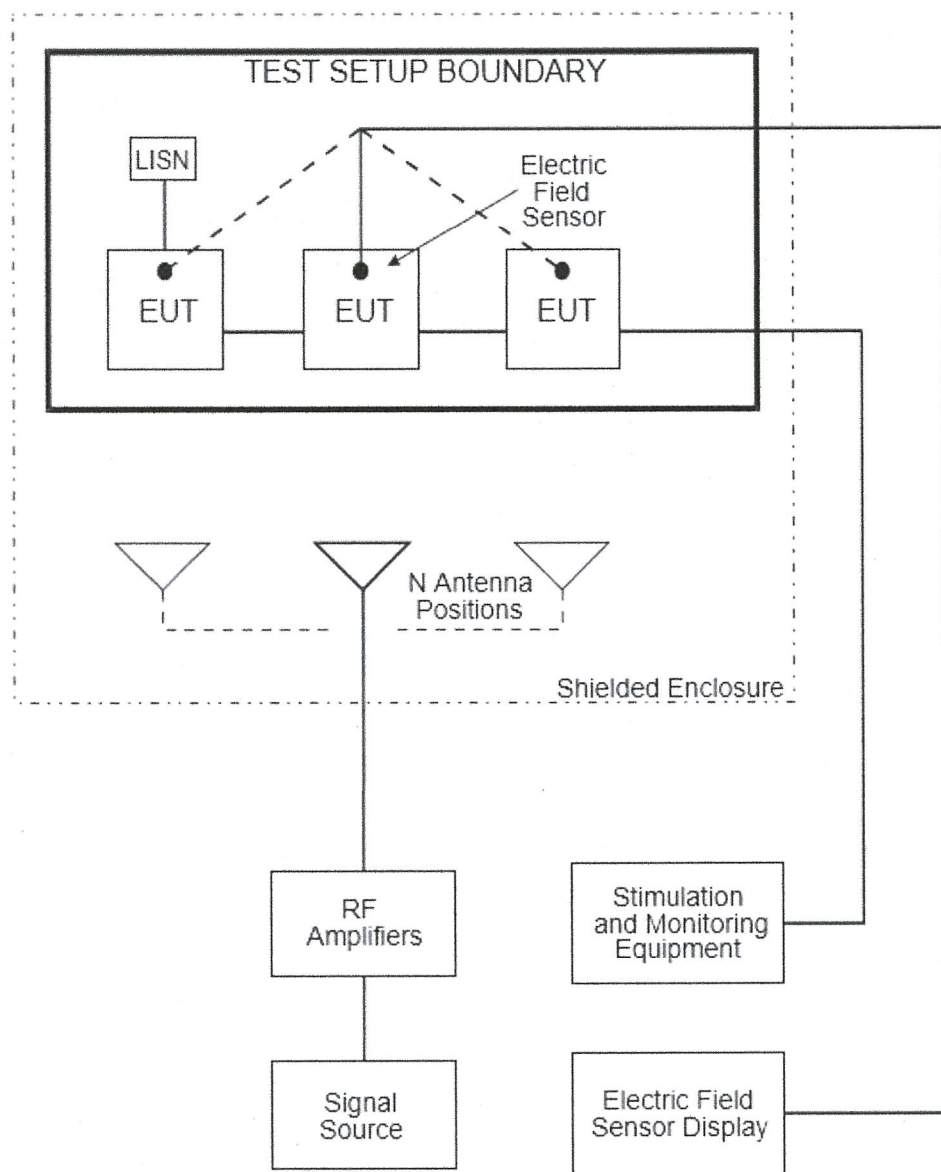 TEST SETUP BOUNDARY
LISN
Electric
Field
Sensor
EUT
EUT
EUT
N Antenna
Positions
Shielded Enclosure
RF
Amplifiers
Stimulation
and Monitoring
Equipment
Signal
Source
Electric Field
Sensor Display